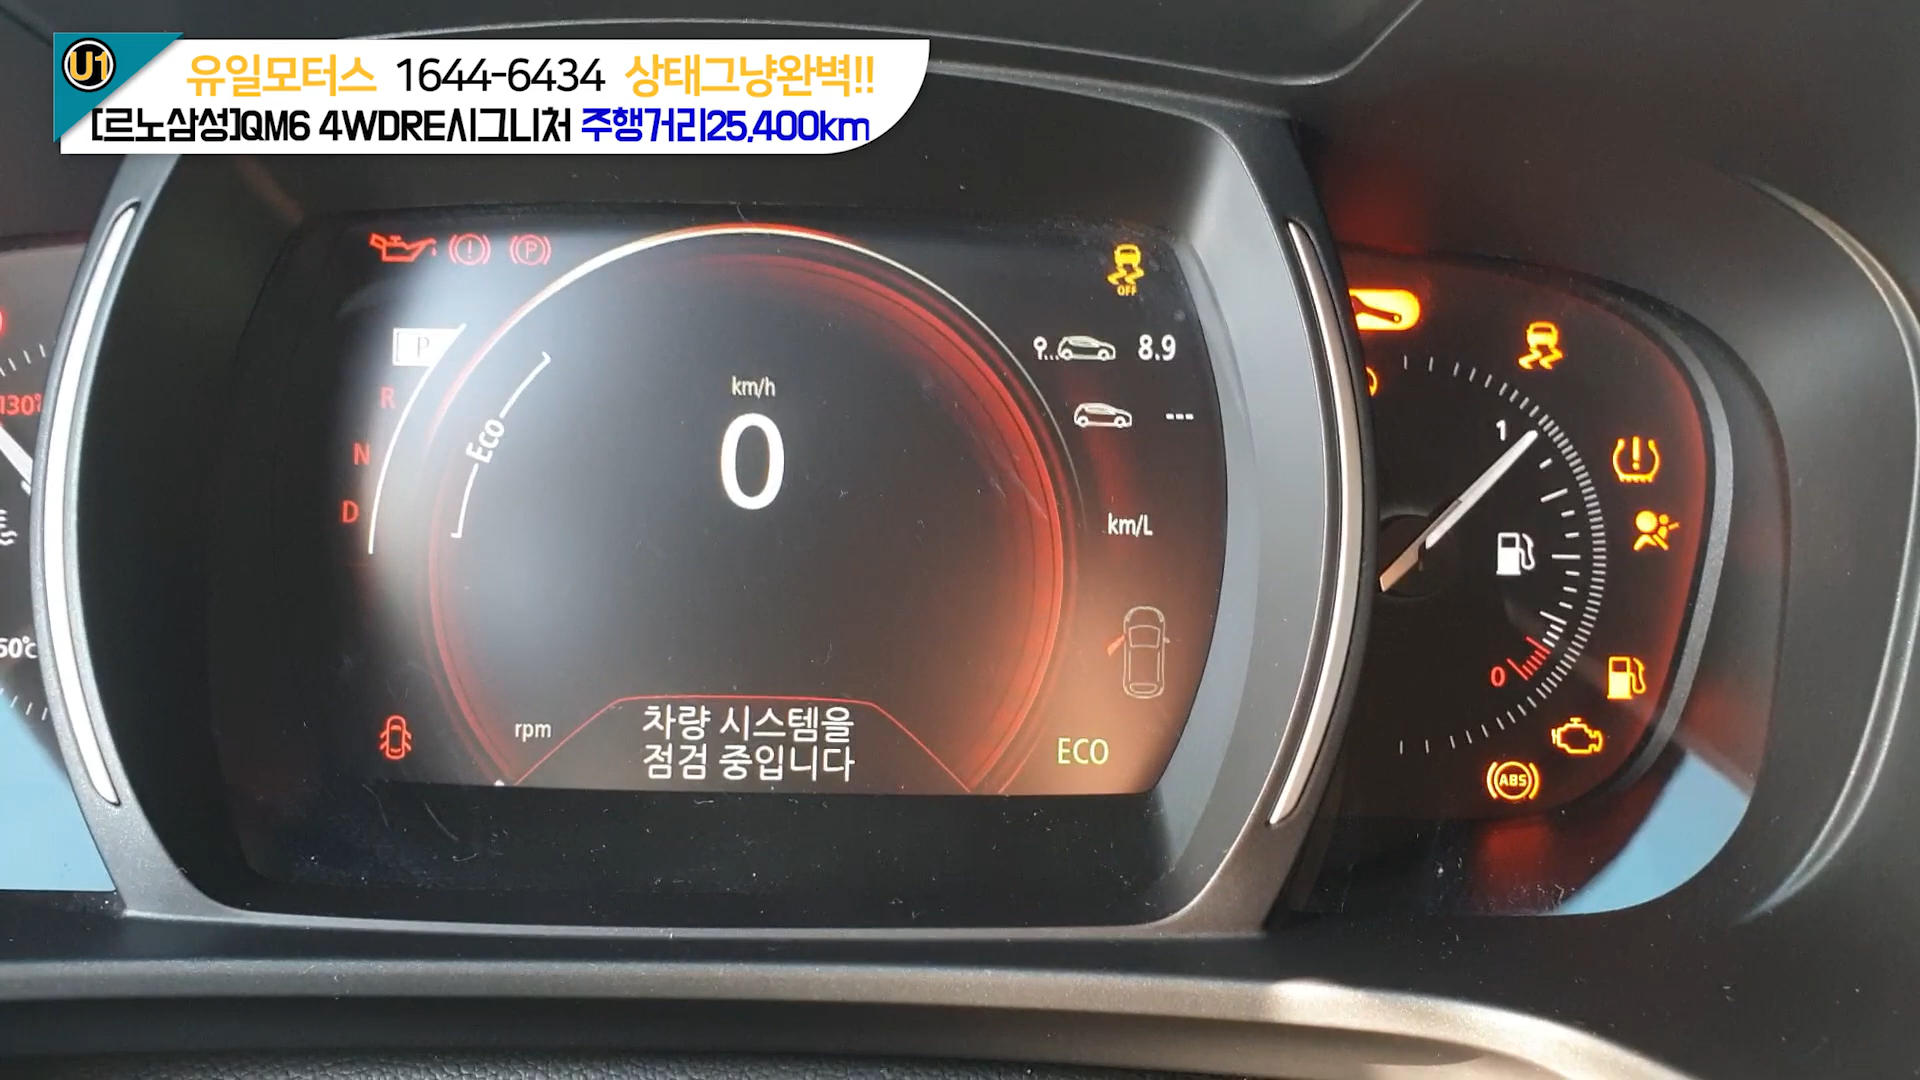 U1
유일모터스 1644-6434 상태그냥완벽!!
[르노삼성]QM6 4WDRE시그니처 주행거리25,400km
P
OFF
P
8.9
R
130°
km/h
---
Eco
1
N
0
D
km/L
ABS
50°c
0
rpm
차량 시스템을
점검 중입니다
ECO